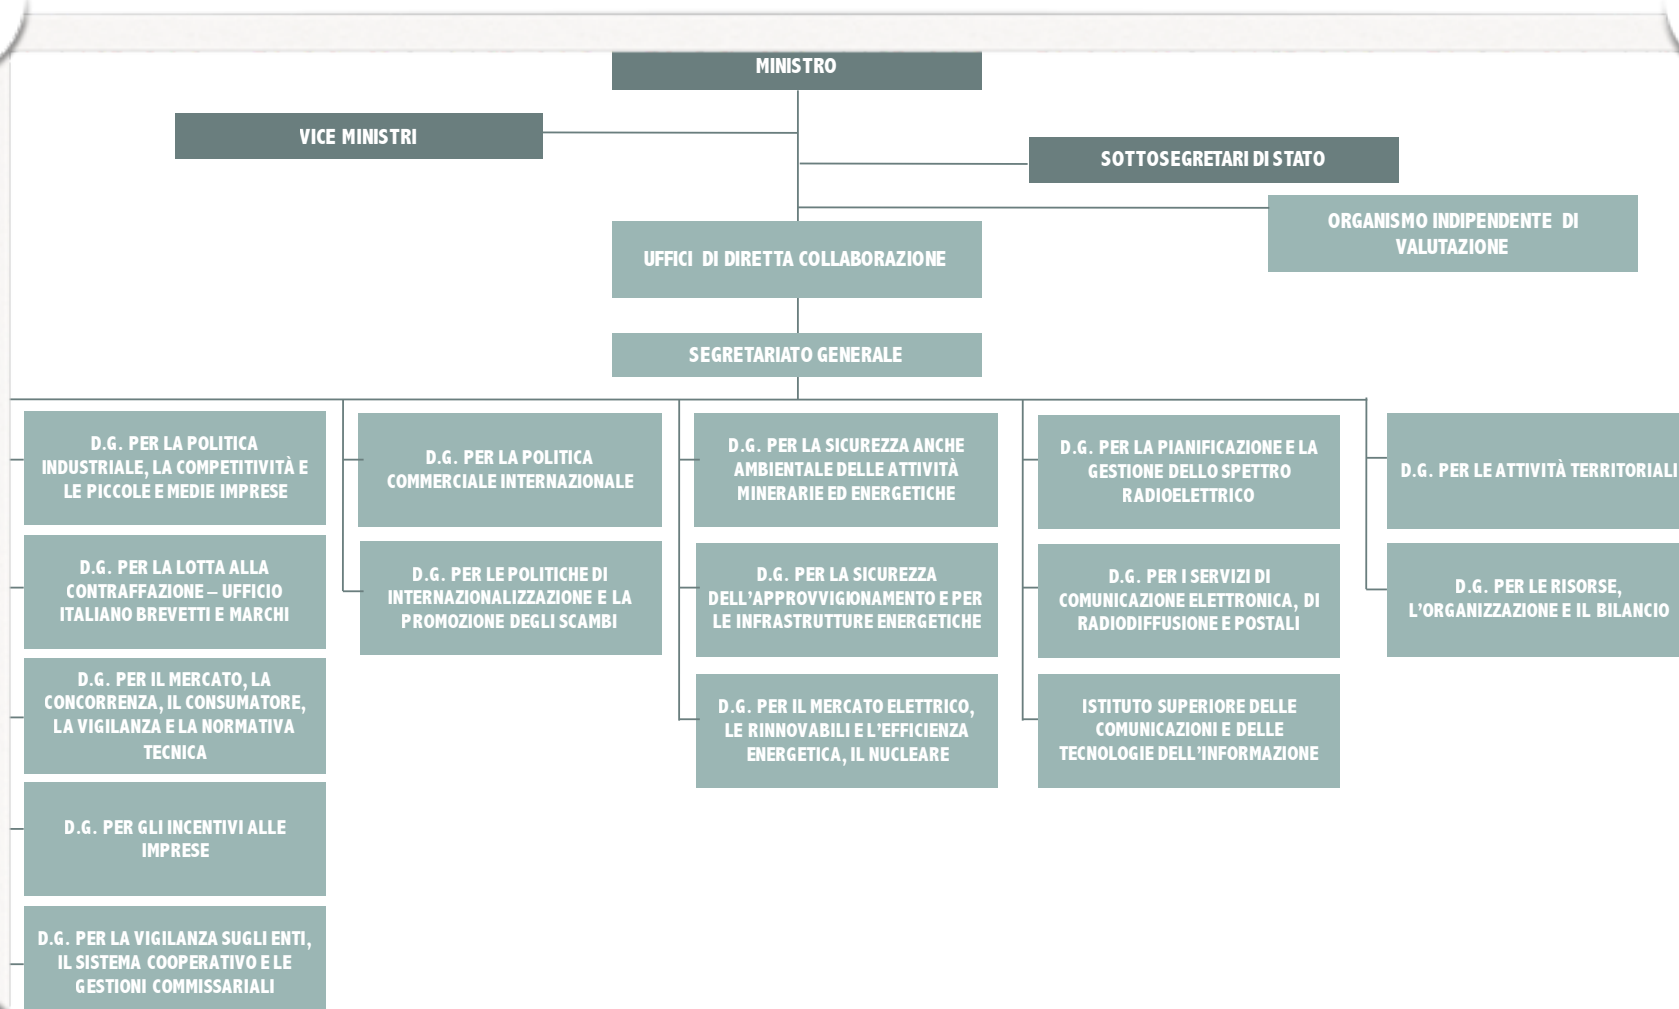 MINISTRO
VICE MINISTRI
SOTTOSEGRETARI DI STATO
ORGANISMO INDIPENDENTE DI
VALUTAZIONE
UFFICI DI DIRETTA COLLABORAZIONE
SEGRETARIATO GENERALE
D.G. PER LA POLITICA
INDUSTRIALE, LA COMPETITIVITÀ E
LE PICCOLE E MEDIE IMPRESE
D.G. PER LA LOTTA ALLA
CONTRAFFAZIONE – UFFICIO
ITALIANO BREVETTI E MARCHI
D.G. PER IL MERCATO, LA
CONCORRENZA, IL CONSUMATORE,
LA VIGILANZA E LA NORMATIVA
TECNICA
D.G. PER GLI INCENTIVI ALLE
IMPRESE
D.G. PER LA VIGILANZA SUGLI ENTI,
IL SISTEMA COOPERATIVO E LE
GESTIONI COMMISSARIALI
D.G. PER LA POLITICA
COMMERCIALE INTERNAZIONALE
D.G. PER LE POLITICHE DI
INTERNAZIONALIZZAZIONE E LA
PROMOZIONE DEGLI SCAMBI
D.G. PER LA SICUREZZA ANCHE
AMBIENTALE DELLE ATTIVITÀ
MINERARIE ED ENERGETICHE
D.G. PER LA SICUREZZA
DELL'APPROVVIGIONAMENTO E PER
LE INFRASTRUTTURE ENERGETICHE
D.G. PER IL MERCATO ELETTRICO,
LE RINNOVABILI E L'EFFICIENZA
ENERGETICA, IL NUCLEARE
D.G. PER LA PIANIFICAZIONE E LA
GESTIONE DELLO SPETTRO
RADIOELETTRICO
D.G. PER I SERVIZI DI
COMUNICAZIONE ELETTRONICA, DI
RADIODIFFUSIONE E POSTALI
ISTITUTO SUPERIORE DELLE
COMUNICAZIONI E DELLE
TECNOLOGIE DELL'INFORMAZIONE
D.G. PER LE ATTIVITÀ TERRITORIALI
D.G. PER LE RISORSE,
L'ORGANIZZAZIONE E IL BILANCIO